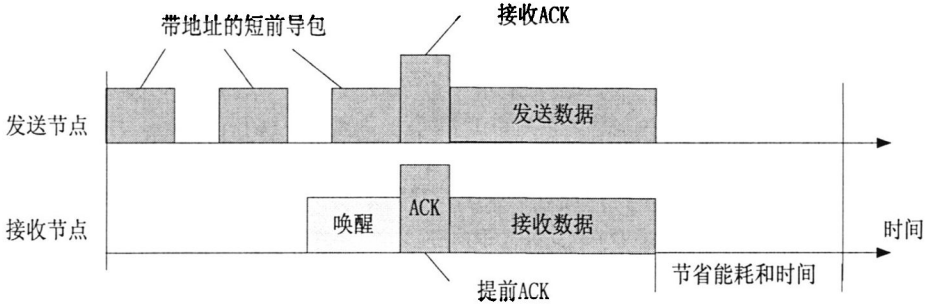 接收ACK
带地址的短前导包
发送节点
发送数据
接收节点
唤醒
ACK
接收数据
时间
提前ACK
节省能耗和时间